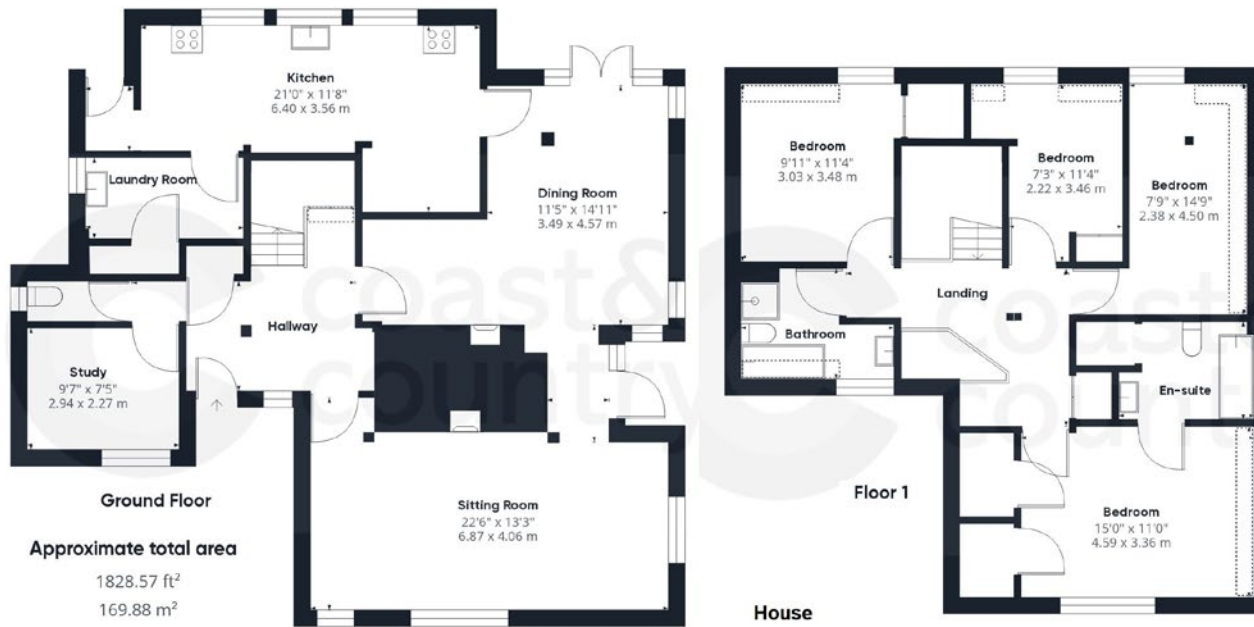 Kitchen
21'0" x 11'8"
6.40 x 3.56 m
Laundry Room
Dining Room
11'5" x 14'11"
3.49 x 4.57 m
Hallway
Study
9'7" x 7'5"
2.94 x 2.27 m
Sitting Room
22'6" x 13'3"
6.87 x 4.06 m
Ground Floor
Approximate total area
1828.57 ft²
169.88 m²
coast&
country
Bedroom
9'11" x 11'4"
3.03 x 3.48 m
Bedroom
7'3" x 11'4"
2.22 x 3.46 m
Bedroom
7'9" x 14'9"
2.38 x 4.50 m
Landing
Bathroom
En-suite
Bedroom
15'0" x 11'0"
4.59 x 3.36 m
Floor 1
House
coast
count